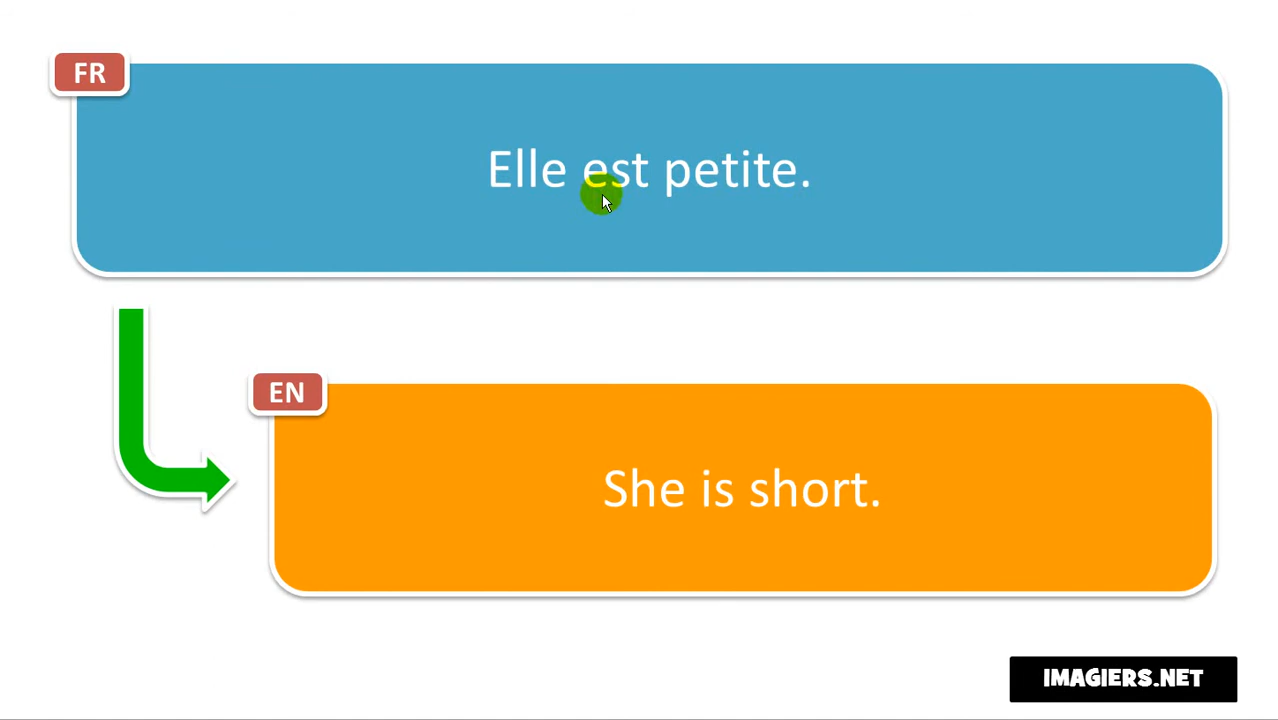 FR
Elle est petite.
EN
She is short.
IMAGIERS.NET